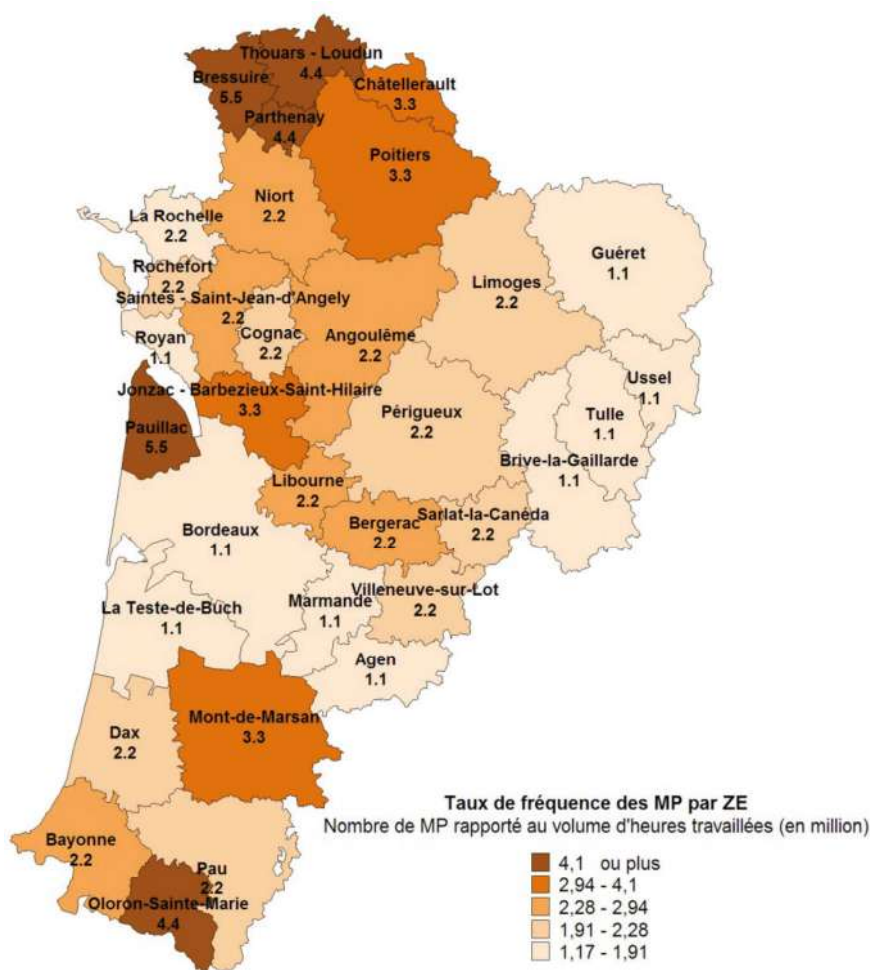 Thouars - Loudun
4.4
Bressuire
5.5
Châtellerault
3.3
Parthenay
4.4
Poitiers
3.3
Niort
2.2
La Rochelle
2.2
Guéret
1.1
Rochefort
2.2
Limoges
2.2
Saintes - Saint-Jean-d'Angely
2.2
Cognac
2.2
Royan
1.1
Angoulême
2.2
Ussel
1.1
Jonzac - Barbezieux-Saint-Hilaire
3.3
Périgueux
2.2
Tulle
1.1
Pauillac
5.5
Brive-la-Gaillarde
1.1
Libourne
2.2
Sarlat-la-Canéda
2.2
Bergerac
2.2
Bordeaux
1.1
Villeneuve-sur-Lot
2.2
Marmande
1.1
La Teste-de-Buch
1.1
Agen
1.1
Mont-de-Marsan
3.3
Dax
2.2
Bayonne
2.2
Pau
2.2
Oloron-Sainte-Marie
4.4
Taux de fréquence des MP par ZE
Nombre de MP rapporté au volume d'heures travaillées (en million)
4,1 ou plus
2,94 - 4,1
2,28 - 2,94
1,91 - 2,28
1,17 - 1,91